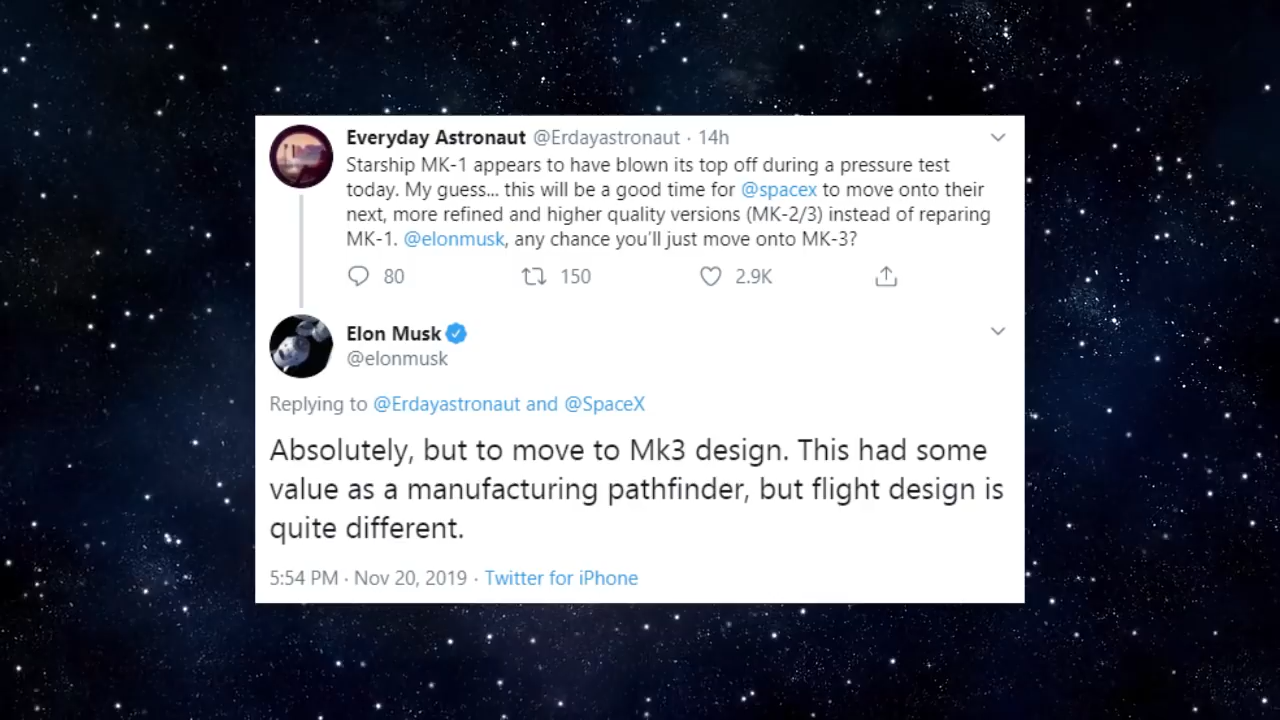 Everyday Astronaut @Erdayastronaut · 14h
Starship MK-1 appears to have blown its top off during a pressure test
today. My guess... this will be a good time for @spacex to move onto their
next, more refined and higher quality versions (MK-2/3) instead of reparing
MK-1. @elonmusk, any chance you'll just move onto MK-3?
80 150 2.9K
Elon Musk
@elonmusk
Replying to @Erdayastronaut and @SpaceX
Absolutely, but to move to Mk3 design. This had some
value as a manufacturing pathfinder, but flight design is
quite different.
5:54 PM · Nov 20, 2019 · Twitter for iPhone